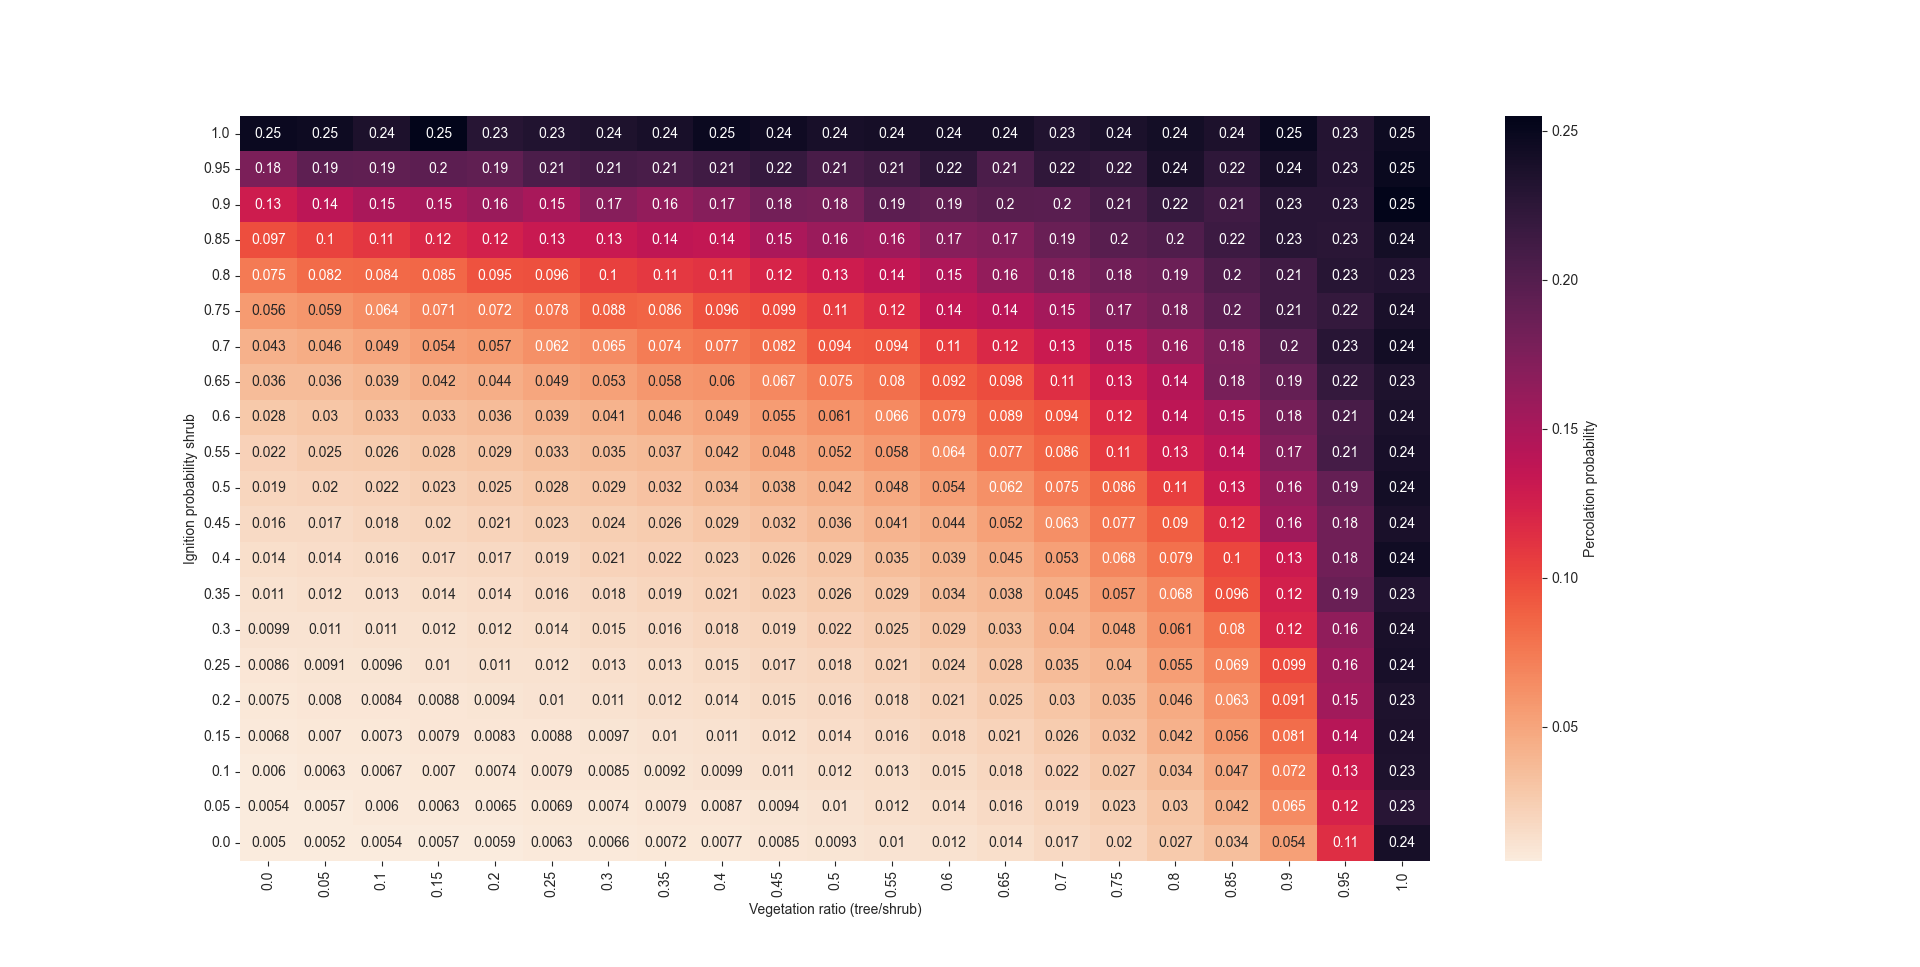 1.0 0.25 0.25 0.24 0.25 0.23 0.23 0.24 0.24 0.25 0.24 0.24 0.24 0.24 0.24 0.23 0.24 0.24 0.24 0.25 0.23 0.25
0.95 0.18 0.19 0.19 0.2 0.19 0.21 0.21 0.21 0.21 0.22 0.21 0.21 0.22 0.21 0.22 0.22 0.24 0.22 0.24 0.23 0.25
0.9 0.13 0.14 0.15 0.15 0.16 0.15 0.17 0.16 0.17 0.18 0.18 0.19 0.19 0.2 0.2 0.21 0.22 0.21 0.23 0.23 0.25
0.85 0.097 0.1 0.11 0.12 0.12 0.13 0.13 0.14 0.14 0.15 0.16 0.16 0.17 0.17 0.19 0.2 0.2 0.22 0.23 0.23 0.24
0.8 0.075 0.082 0.084 0.085 0.095 0.096 0.1 0.11 0.11 0.12 0.13 0.14 0.15 0.16 0.18 0.18 0.19 0.2 0.21 0.23 0.23
0.75 0.056 0.059 0.064 0.071 0.072 0.078 0.088 0.086 0.096 0.099 0.11 0.12 0.14 0.14 0.15 0.17 0.18 0.2 0.21 0.22 0.24
0.7 0.043 0.046 0.049 0.054 0.057 0.062 0.065 0.074 0.077 0.082 0.094 0.094 0.11 0.12 0.13 0.15 0.16 0.18 0.2 0.23 0.24
0.65 0.036 0.036 0.039 0.042 0.044 0.049 0.053 0.058 0.06 0.067 0.075 0.08 0.092 0.098 0.11 0.13 0.14 0.18 0.19 0.22 0.23
0.6 0.028 0.03 0.033 0.033 0.036 0.039 0.041 0.046 0.049 0.055 0.061 0.066 0.079 0.089 0.094 0.12 0.14 0.15 0.18 0.21 0.24
0.55 0.022 0.025 0.026 0.028 0.029 0.033 0.035 0.037 0.042 0.048 0.052 0.058 0.064 0.077 0.086 0.11 0.13 0.14 0.17 0.21 0.24
0.5 0.019 0.02 0.022 0.023 0.025 0.028 0.029 0.032 0.034 0.038 0.042 0.048 0.054 0.062 0.075 0.086 0.11 0.13 0.16 0.19 0.24
0.45 0.016 0.017 0.018 0.02 0.021 0.023 0.024 0.026 0.029 0.032 0.036 0.041 0.044 0.052 0.063 0.077 0.09 0.12 0.16 0.18 0.24
0.4 0.014 0.014 0.016 0.017 0.017 0.019 0.021 0.022 0.023 0.026 0.029 0.035 0.039 0.045 0.053 0.068 0.079 0.1 0.13 0.18 0.24
0.35 0.011 0.012 0.013 0.014 0.014 0.016 0.018 0.019 0.021 0.023 0.026 0.029 0.034 0.038 0.045 0.057 0.068 0.096 0.12 0.19 0.23
0.3 0.0099 0.011 0.011 0.012 0.012 0.014 0.015 0.016 0.018 0.019 0.022 0.025 0.029 0.033 0.04 0.048 0.061 0.08 0.12 0.16 0.24
0.25 0.0086 0.0091 0.0096 0.01 0.011 0.012 0.013 0.013 0.015 0.017 0.018 0.021 0.024 0.028 0.035 0.04 0.055 0.069 0.099 0.16 0.24
0.2 0.0075 0.008 0.0084 0.0088 0.0094 0.01 0.011 0.012 0.014 0.015 0.016 0.018 0.021 0.025 0.03 0.035 0.046 0.063 0.091 0.15 0.23
0.15 0.0068 0.007 0.0073 0.0079 0.0083 0.0088 0.0097 0.01 0.011 0.012 0.014 0.016 0.018 0.021 0.026 0.032 0.042 0.056 0.081 0.14 0.24
0.1 0.006 0.0063 0.0067 0.007 0.0074 0.0079 0.0085 0.0092 0.0099 0.011 0.012 0.013 0.015 0.018 0.022 0.027 0.034 0.047 0.072 0.13 0.23
0.05 0.0054 0.0057 0.006 0.0063 0.0065 0.0069 0.0074 0.0079 0.0087 0.0094 0.01 0.012 0.014 0.016 0.019 0.023 0.03 0.042 0.065 0.12 0.23
0.0 0.005 0.0052 0.0054 0.0057 0.0059 0.0063 0.0066 0.0072 0.0077 0.0085 0.0093 0.01 0.012 0.014 0.017 0.02 0.027 0.034 0.054 0.11 0.24
0.0 0.05 0.1 0.15 0.2 0.25 0.3 0.35 0.4 0.45 0.5 0.55 0.6 0.65 0.7 0.75 0.8 0.85 0.9 0.95 1.0
Vegetation ratio (tree/shrub)
Ignition probability shrub
0.25
0.20
0.15
0.10
0.05
Percolation probability